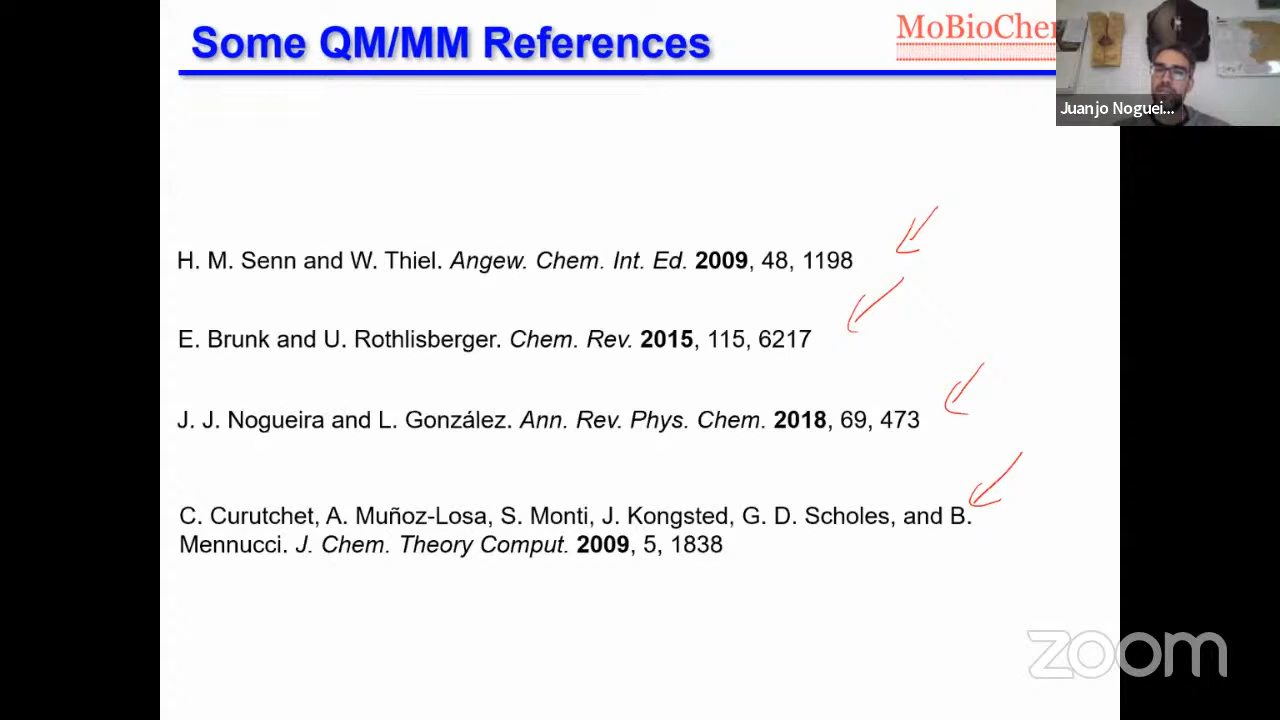 Some QM/MM References
MoBioChe
Juanjo Noguei...
H. M. Senn and W. Thiel. Angew. Chem. Int. Ed. 2009, 48, 1198
E. Brunk and U. Rothlisberger. Chem. Rev. 2015, 115, 6217
J. J. Nogueira and L. González. Ann. Rev. Phys. Chem. 2018, 69, 473
C. Curutchet, A. Muñoz-Losa, S. Monti, J. Kongsted, G. D. Scholes, and B.
Mennucci. J. Chem. Theory Comput. 2009, 5, 1838
zoom